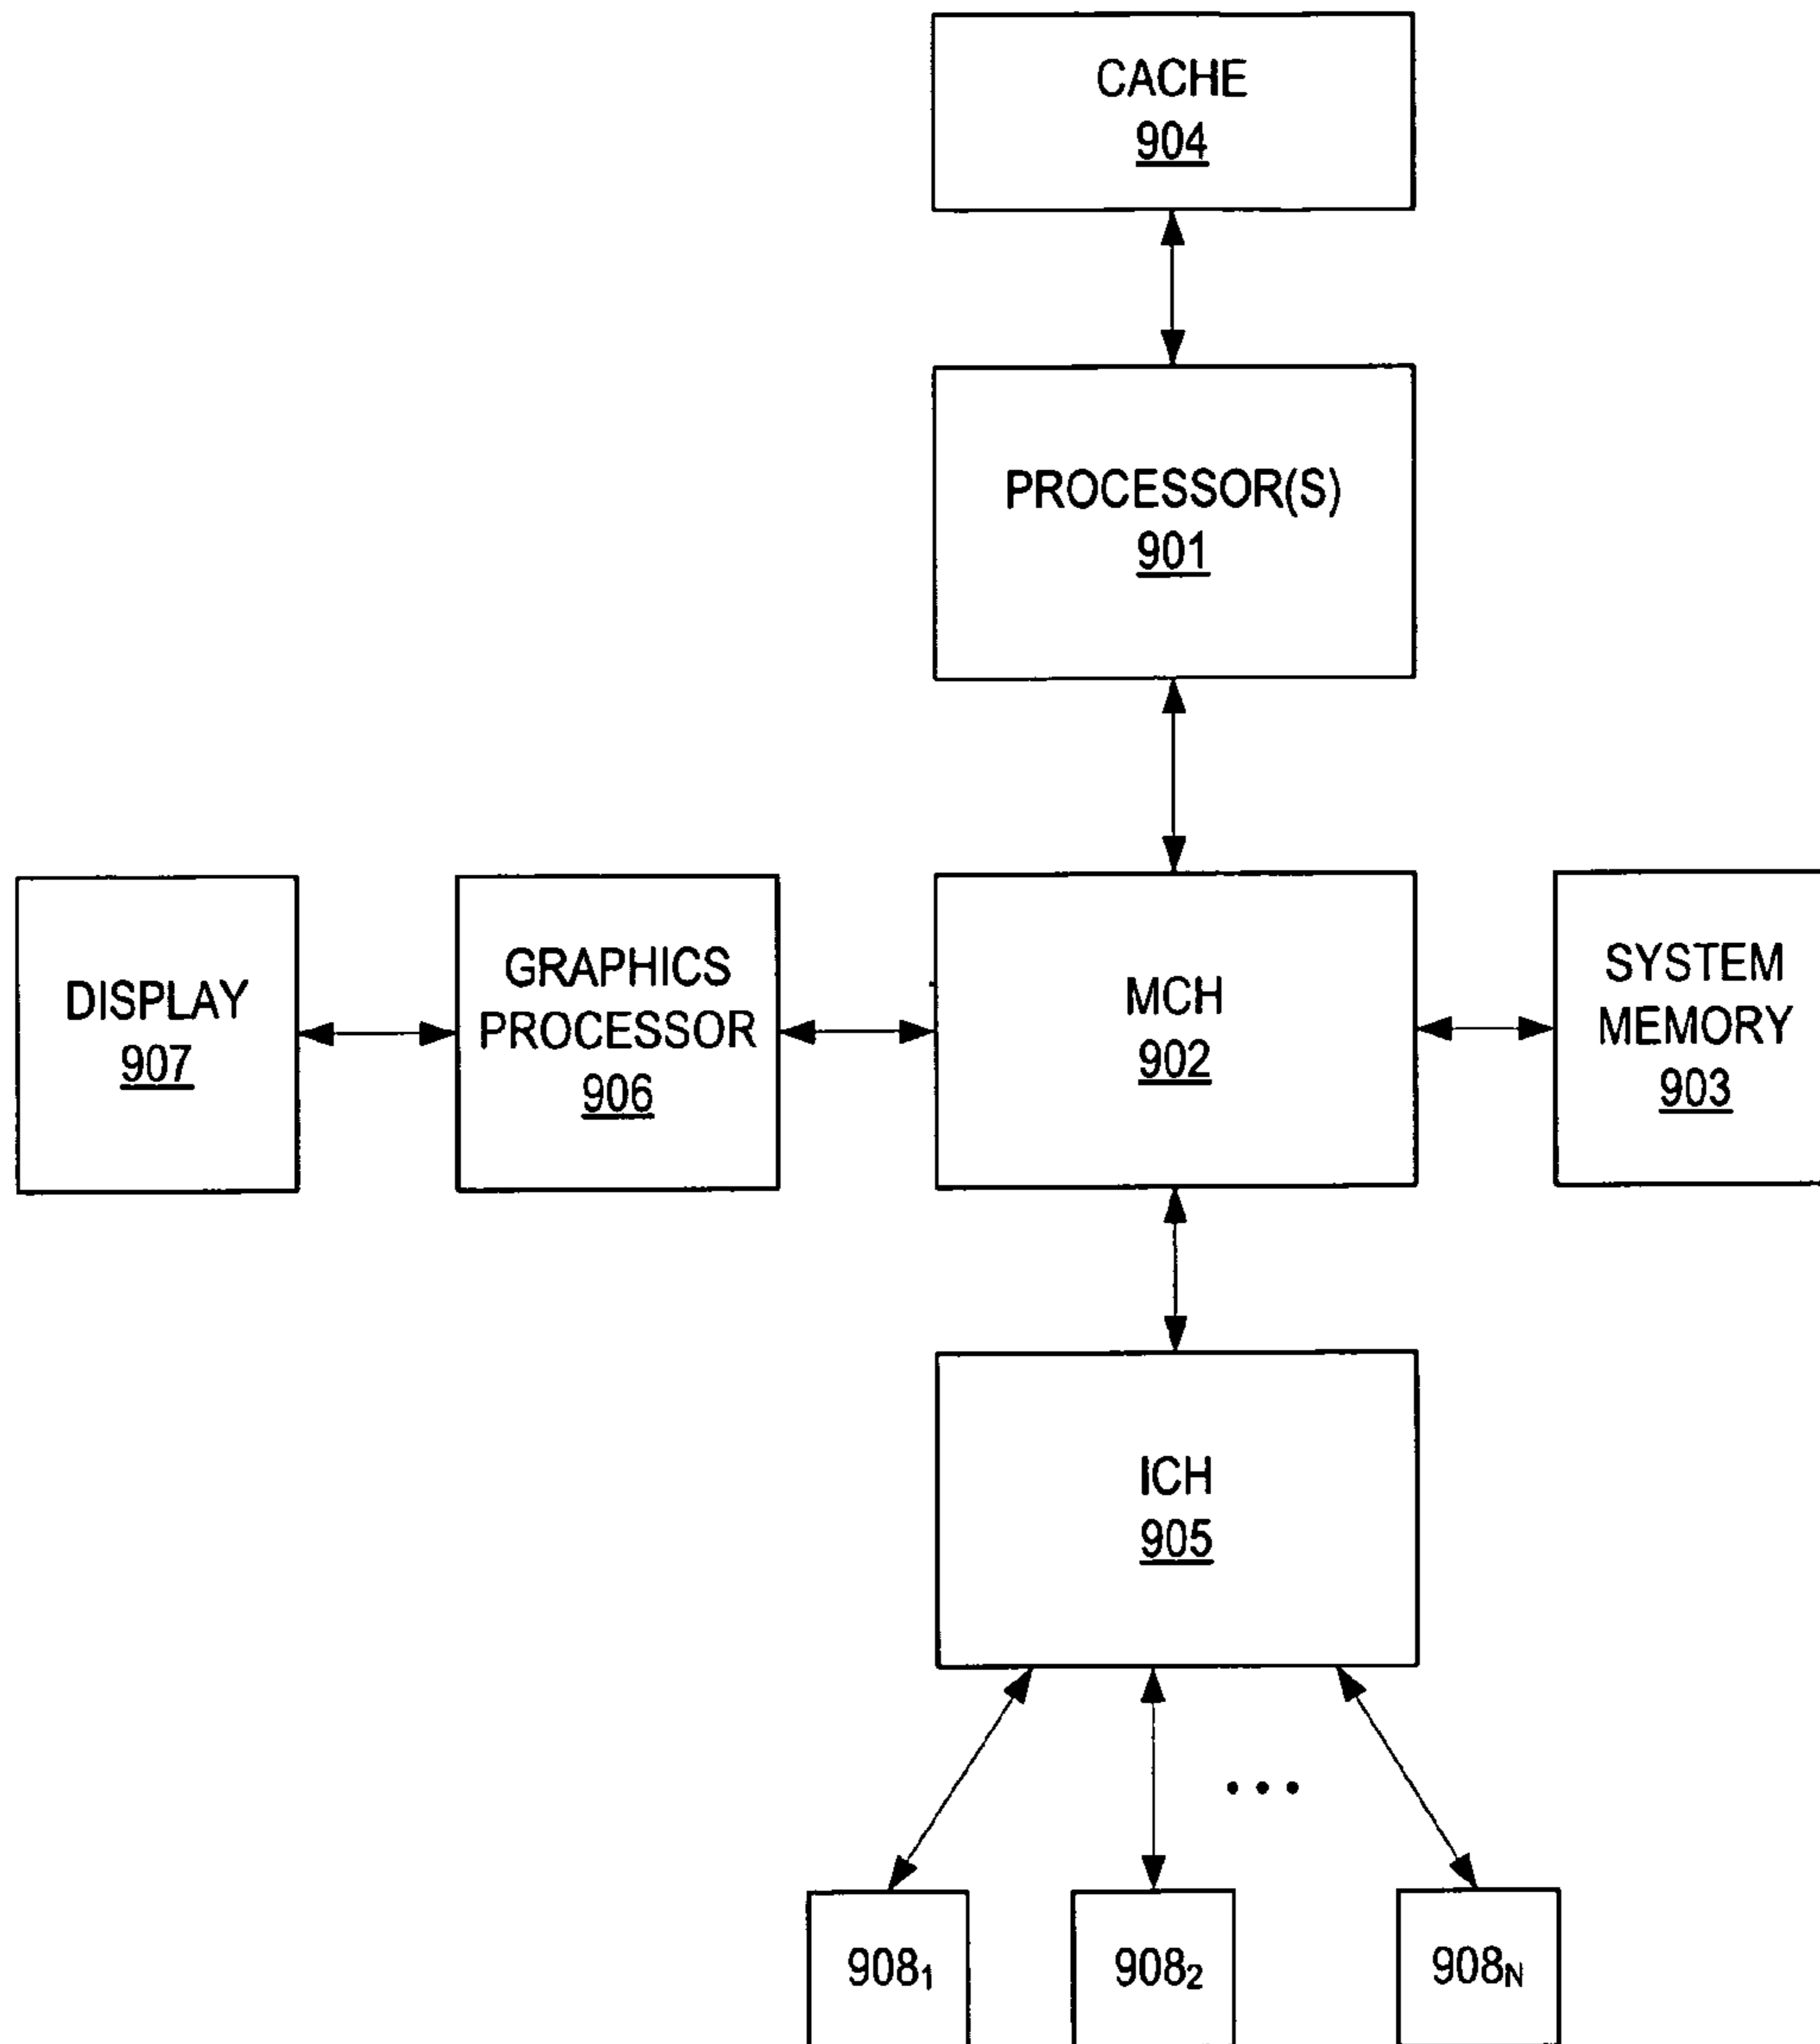 CACHE
904
PROCESSOR(S)
901
DISPLAY
907
GRAPHICS
PROCESSOR
906
MCH
902
SYSTEM
MEMORY
903
ICH
905
...
908₁
908₂
908N